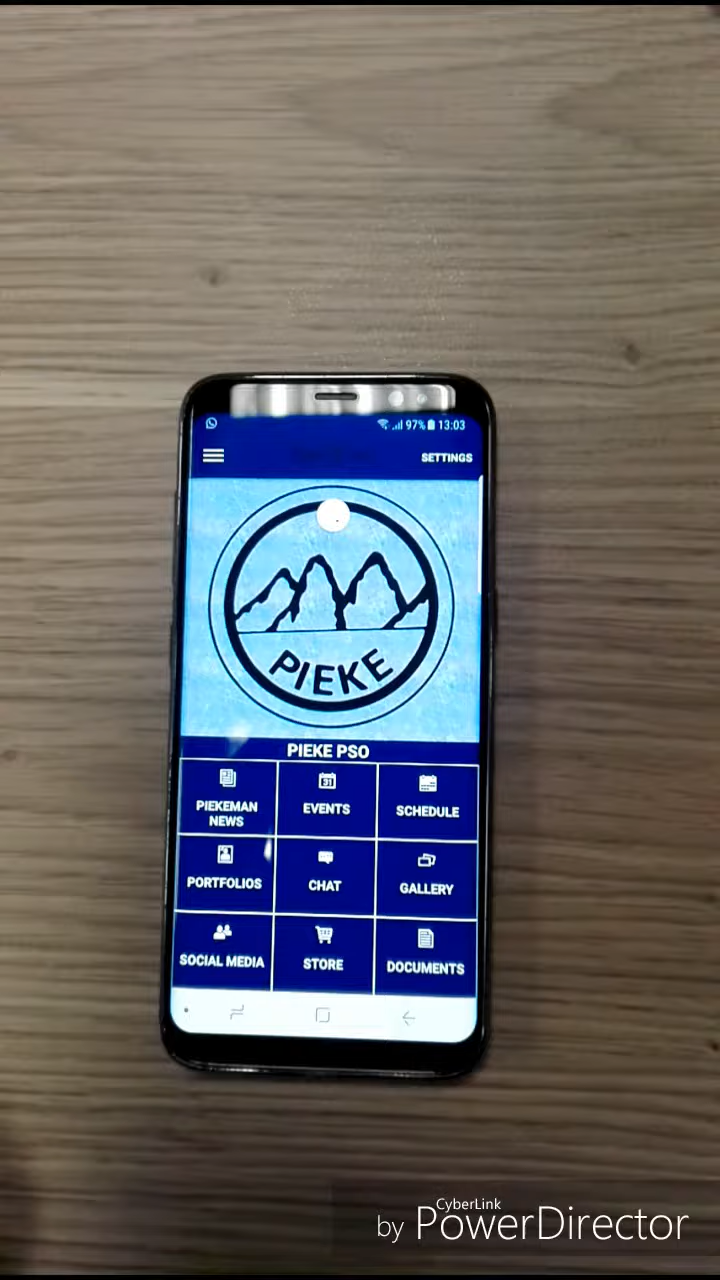 97% 13:03
SETTINGS
PIEKE
PIEKE PSO
PIEKEMAN
NEWS
EVENTS
SCHEDULE
PORTFOLIOS
CHAT
GALLERY
SOCIAL MEDIA
STORE
DOCUMENTS
CyberLink
by PowerDirector